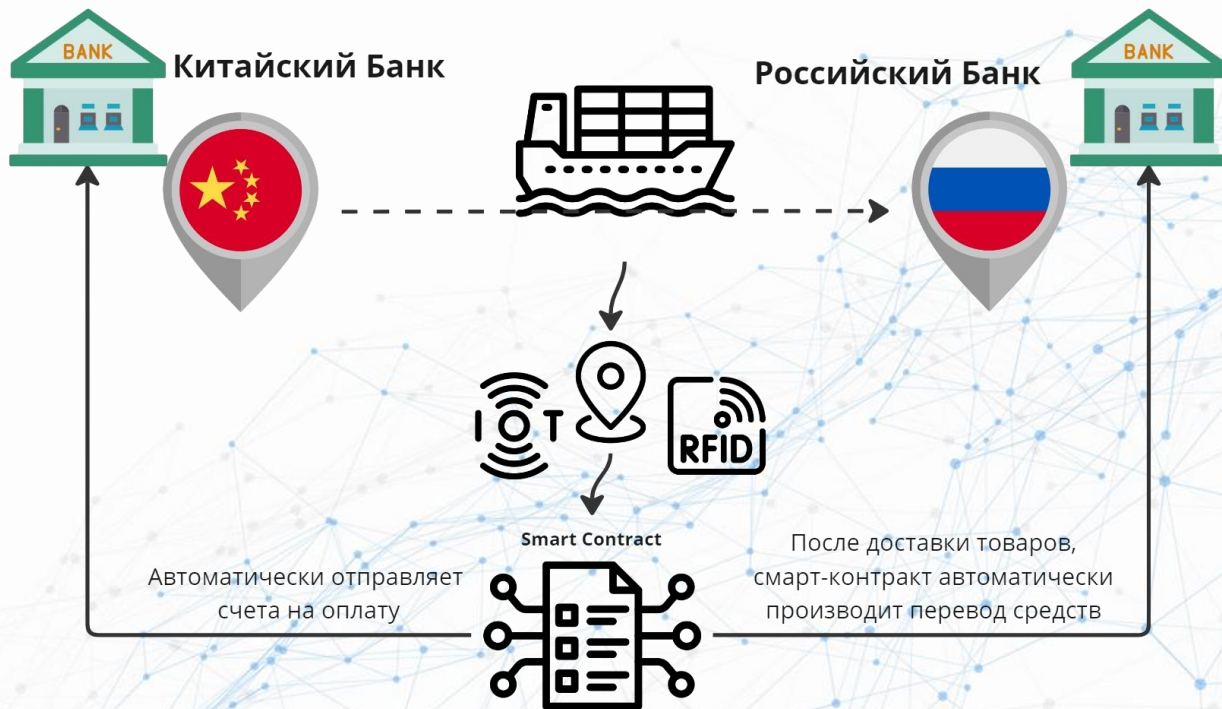 BANK
Китайский Банк
Российский Банк
BANK
IOT
RFID
Smart Contract
Автоматически отправляет
счета на оплату
После доставки товаров,
смарт-контракт автоматически
производит перевод средств